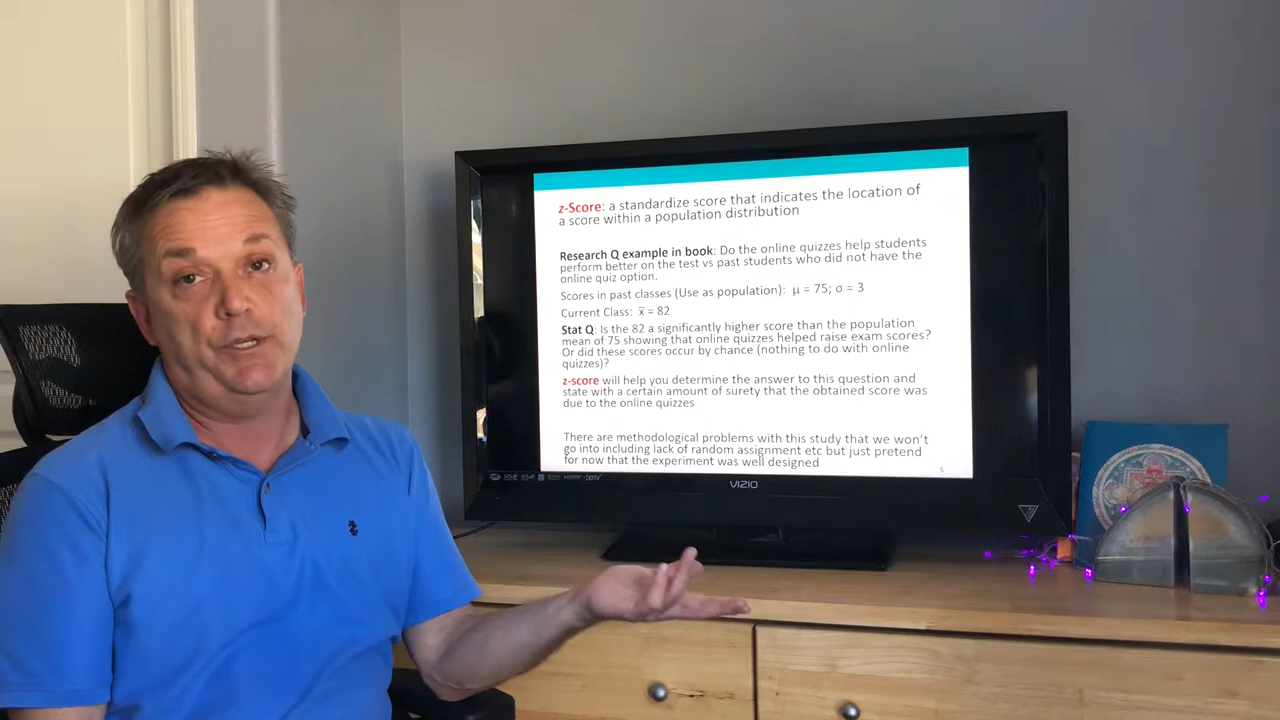 z-Score: a standardize score that indicates the location of
a score within a population distribution
Research Q example in book: Do the online quizzes help students
perform better on the test vs past students who did not have the
online quiz option.
Scores in past classes (Use as population): μ = 75; σ = 3
Current Class: x̅ = 82
Stat Q: Is the 82 a significantly higher score than the population
mean of 75 showing that online quizzes helped raise exam scores?
Or did these scores occur by chance (nothing to do with online
quizzes)?
z-score will help you determine the answer to this question and
state with a certain amount of surety that the obtained score was
due to the online quizzes
There are methodological problems with this study that we won't
go into including lack of random assignment etc but just pretend
for now that the experiment was well designed
5
VIZIO